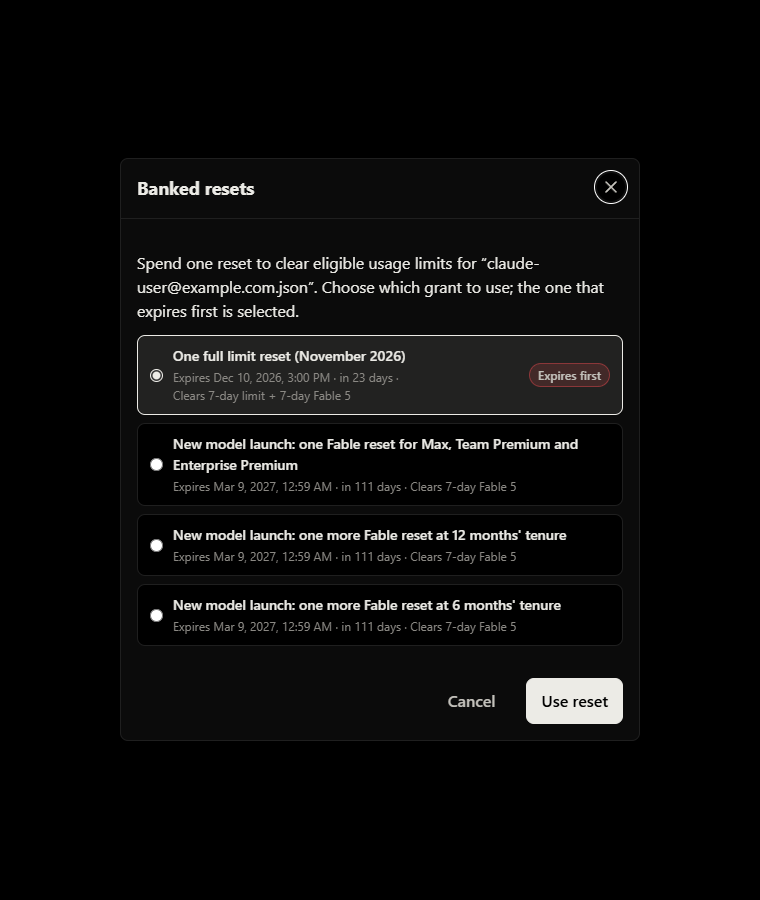 Banked resets
Spend one reset to clear eligible usage limits for “claude-
user@example.com.json”. Choose which grant to use; the one that
expires first is selected.
One full limit reset (November 2026)
Expires Dec 10, 2026, 3:00 PM · in 23 days ·
Clears 7-day limit + 7-day Fable 5
Expires first
New model launch: one Fable reset for Max, Team Premium and
Enterprise Premium
Expires Mar 9, 2027, 12:59 AM · in 111 days · Clears 7-day Fable 5
New model launch: one more Fable reset at 12 months' tenure
Expires Mar 9, 2027, 12:59 AM · in 111 days · Clears 7-day Fable 5
New model launch: one more Fable reset at 6 months' tenure
Expires Mar 9, 2027, 12:59 AM · in 111 days · Clears 7-day Fable 5
Cancel
Use reset